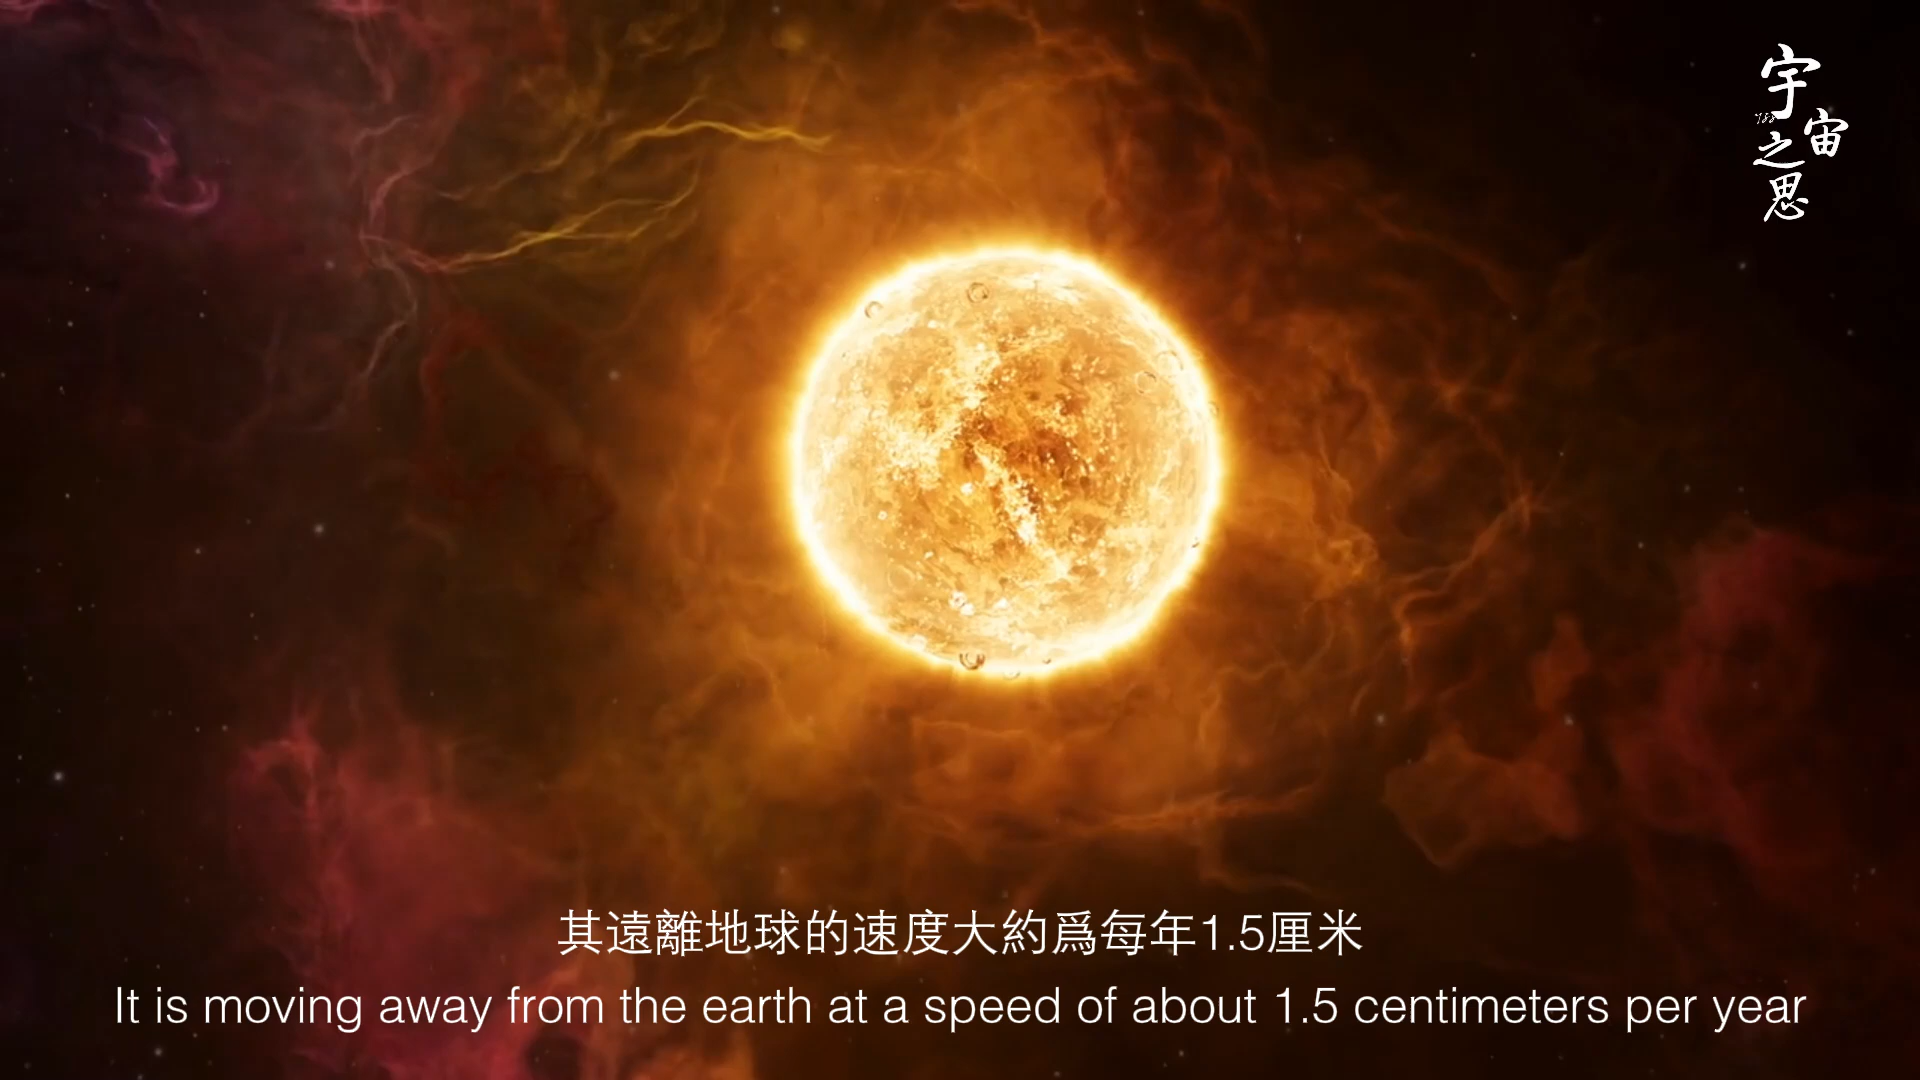 宇宙之思
其遠離地球的速度大約爲每年1.5厘米
It is moving away from the earth at a speed of about 1.5 centimeters per year